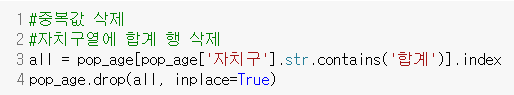 1 #중복값 삭제
2 #자치구열에 합계 행 삭제
3 all = pop_age[pop_age['자치구'].str.contains('합계')].index
4 pop_age.drop(all, inplace=True)